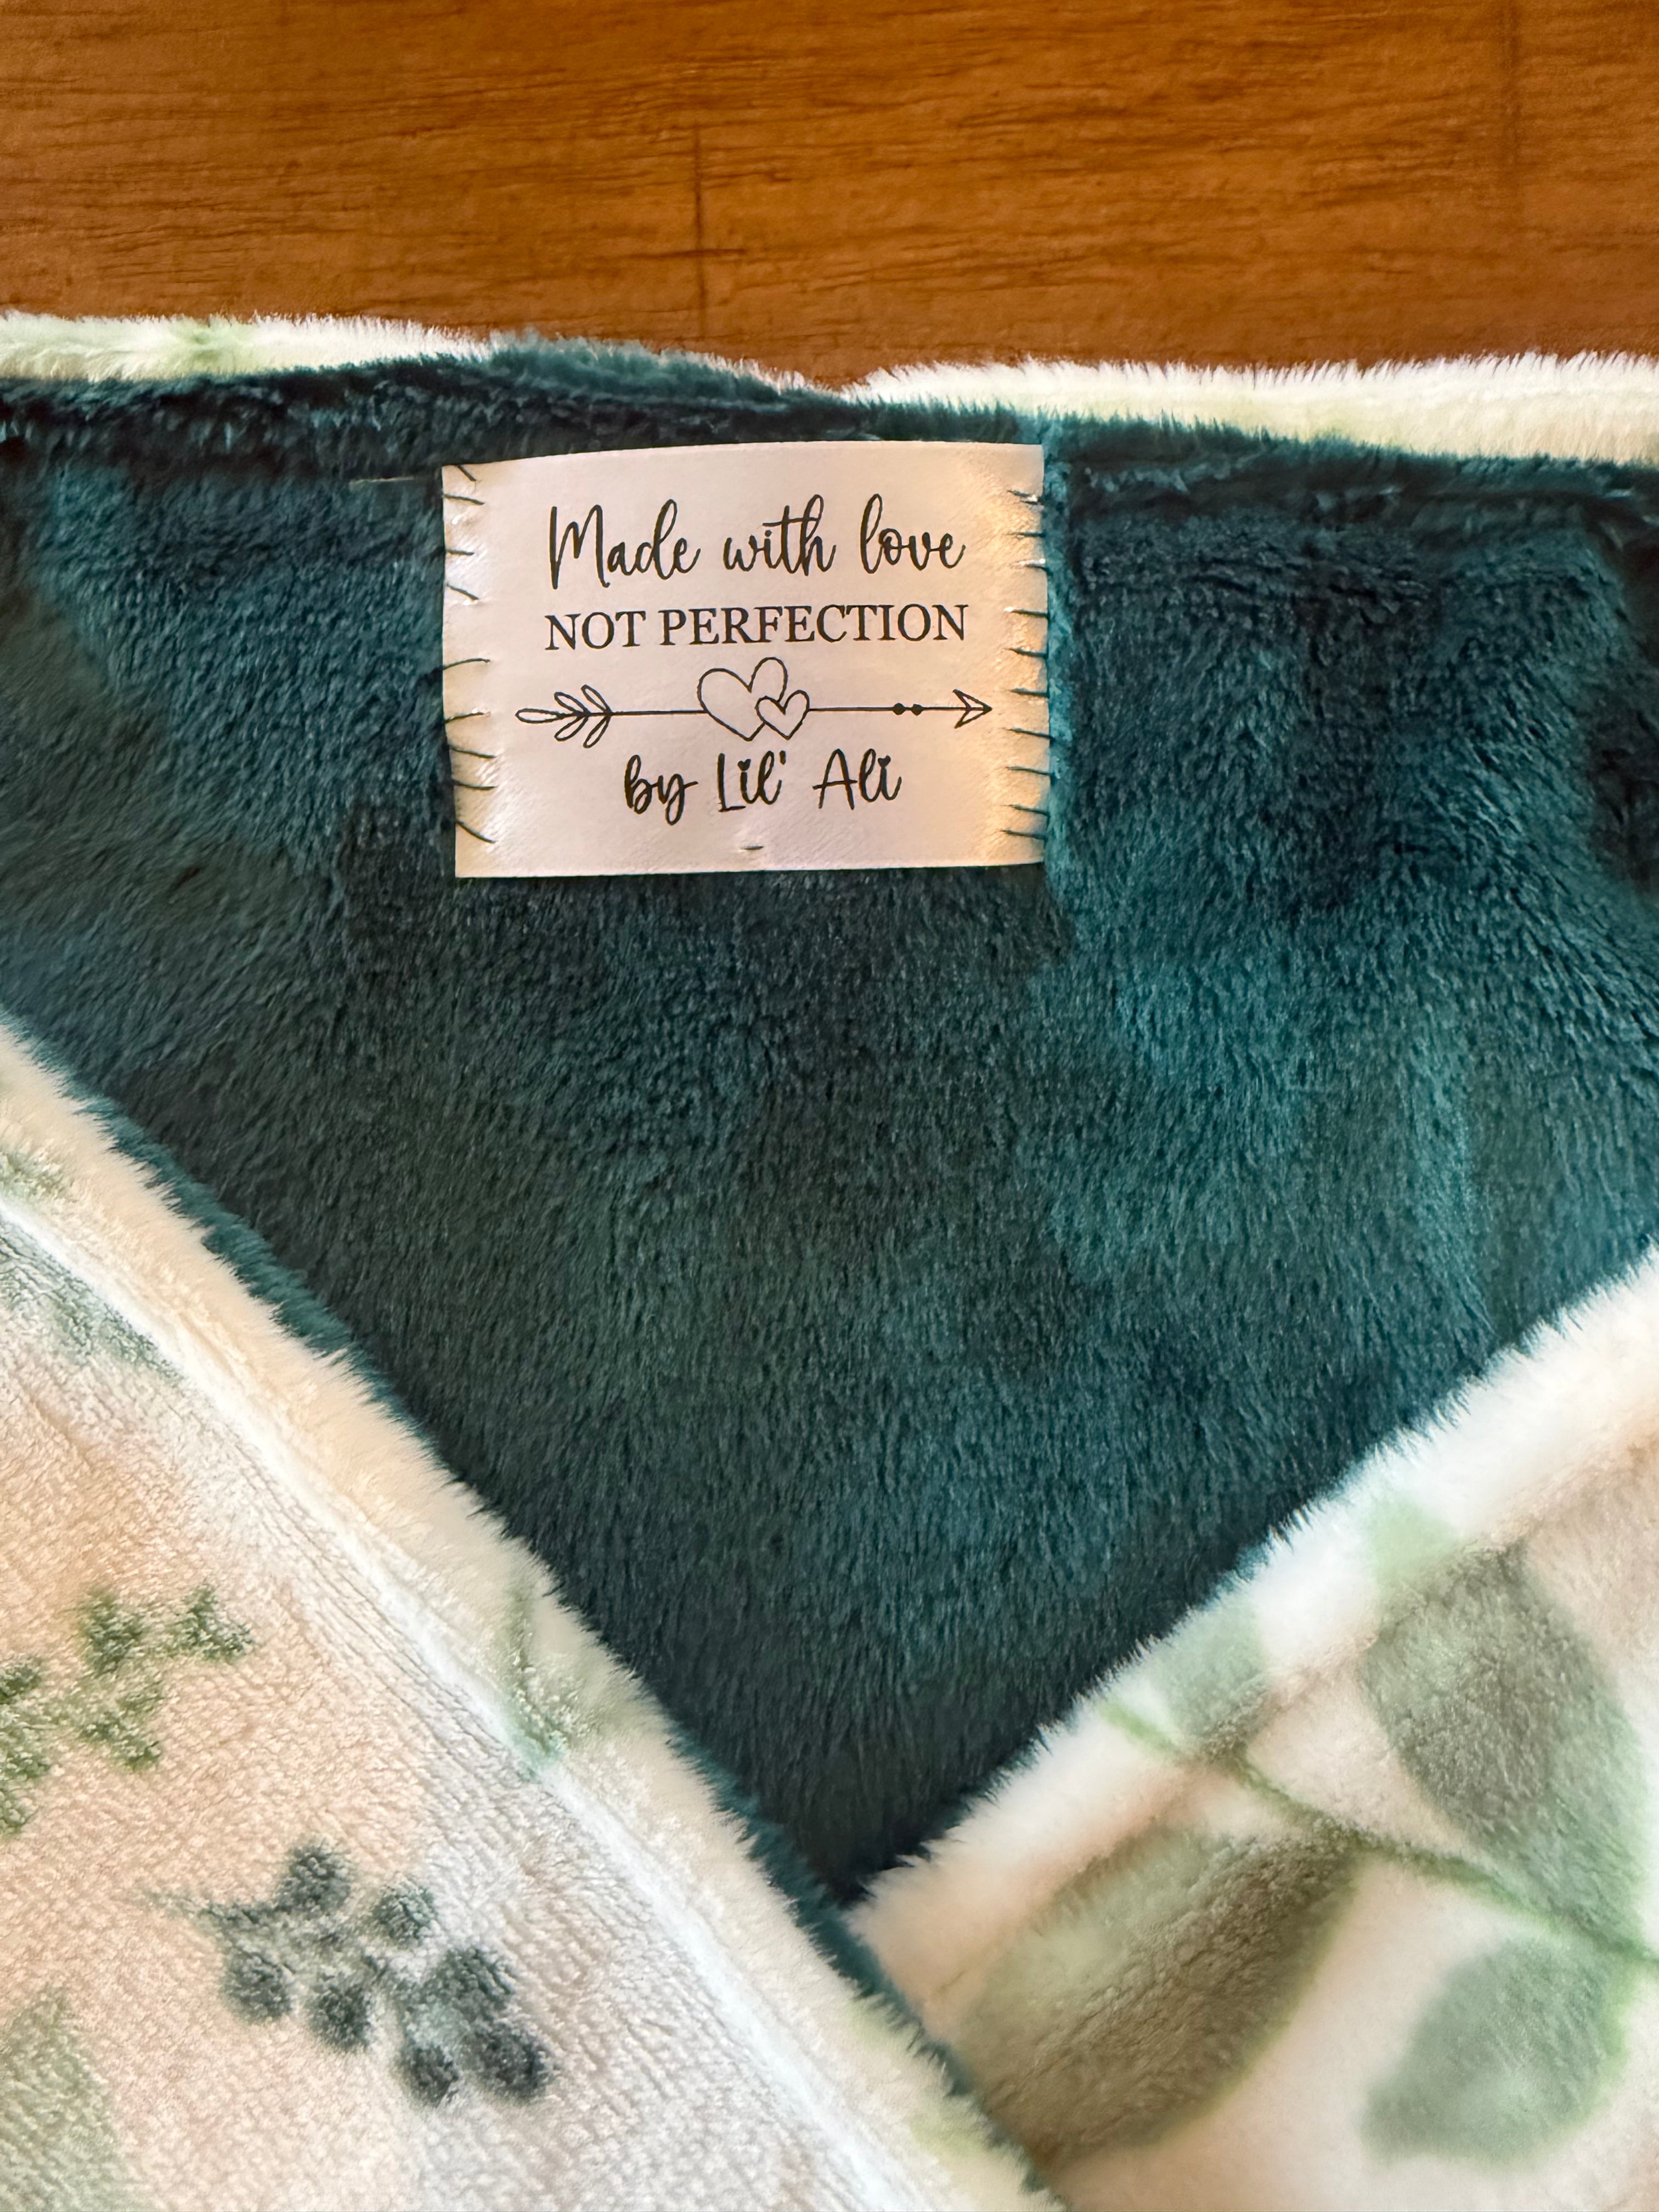 Made with love
NOT PERFECTION
by Lil' Ali